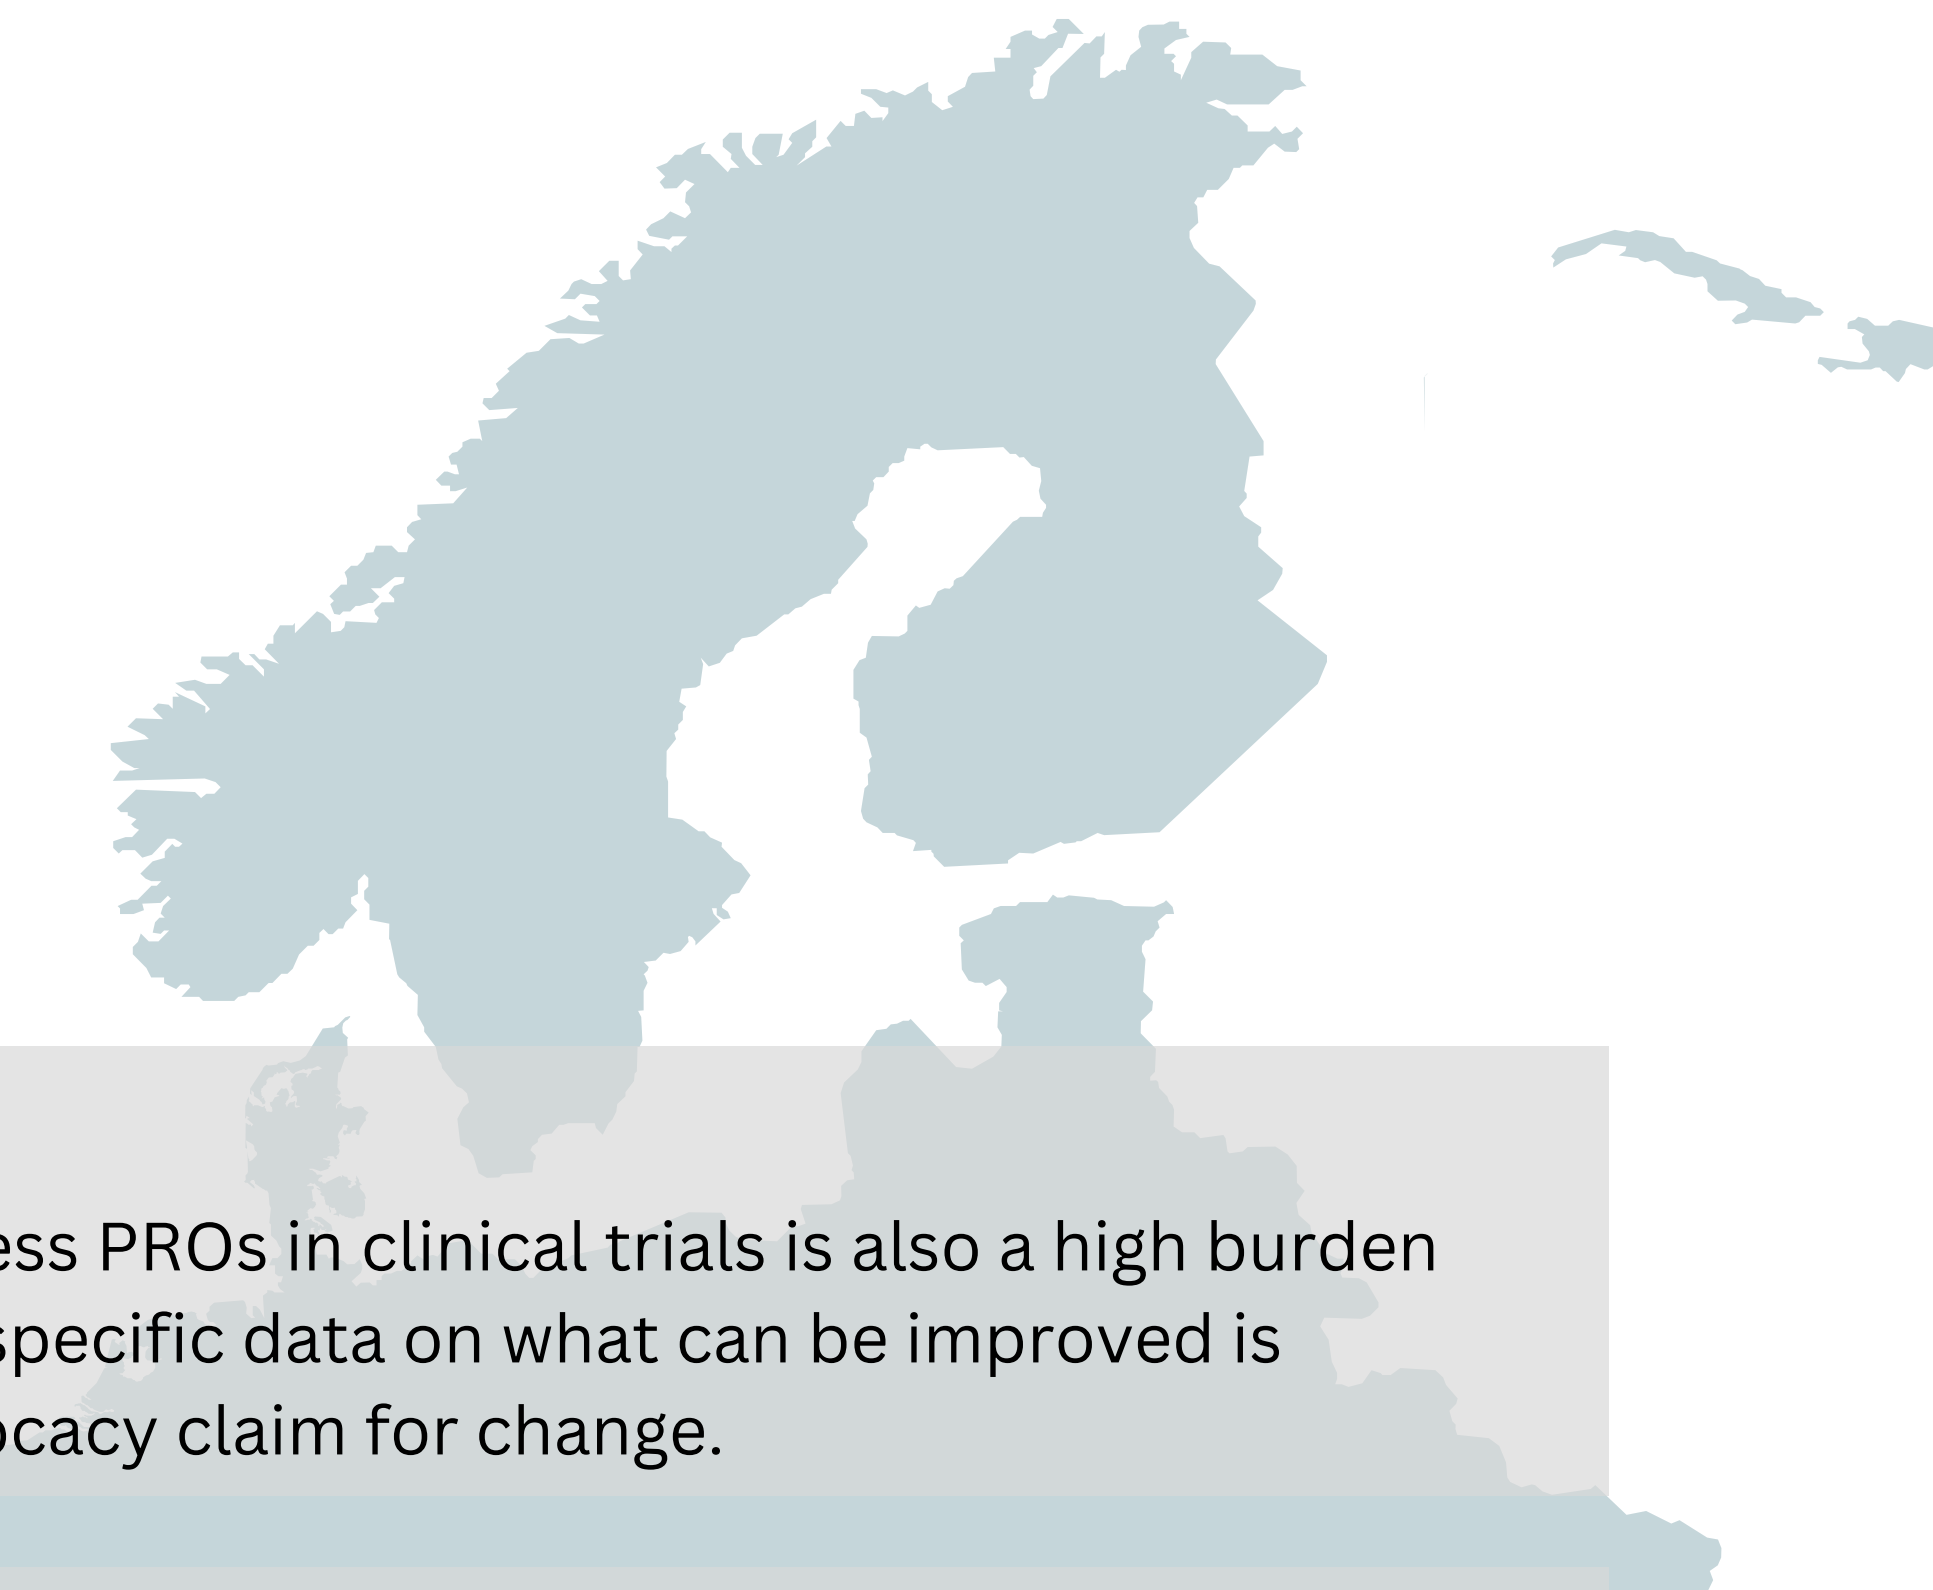 ess PROs in clinical trials is also a high burden
specific data on what can be improved is
ocacy claim for change.